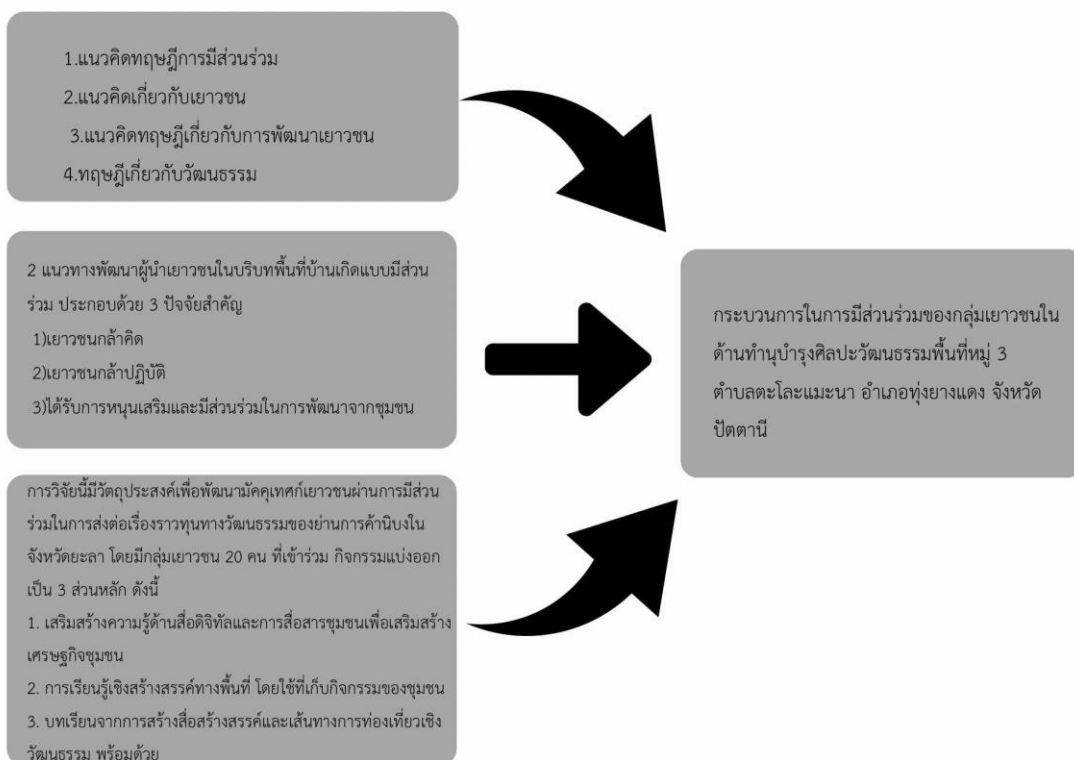 1.แนวคิดทฤษฎีการมีส่วนร่วม
2.แนวคิดเกี่ยวกับเยาวชน
3.แนวคิดทฤษฎีเกี่ยวกับการพัฒนาเยาวชน
4.ทฤษฎีเกี่ยวกับวัฒนธรรม
2 แนวทางพัฒนาผู้นำเยาวชนในบริบทพื้นที่บ้านเกิดแบบมีส่วน
ร่วม ประกอบด้วย 3 ปัจจัยสำคัญ
1)เยาวชนกล้าคิด
2)เยาวชนกล้าปฏิบัติ
3)ได้รับการหนุนเสริมและมีส่วนร่วมในการพัฒนาจากชุมชน
การวิจัยนี้มีวัตถุประสงค์เพื่อพัฒนามัคคุเทศก์เยาวชนผ่านการมีส่วน
ร่วมในการส่งต่อเรื่องราวทุนทางวัฒนธรรมของย่านการค้านิบงใน
จังหวัดยะลา โดยมีกลุ่มเยาวชน 20 คน ที่เข้าร่วม กิจกรรมแบ่งออก
เป็น 3 ส่วนหลัก ดังนี้
1. เสริมสร้างความรู้ด้านสื่อดิจิทัลและการสื่อสารชุมชนเพื่อเสริมสร้าง
เศรษฐกิจชุมชน
2. การเรียนรู้เชิงสร้างสรรค์ทางพื้นที่ โดยใช้ที่เก็บกิจกรรมของชุมชน
3. บทเรียนจากการสร้างสื่อสร้างสรรค์และเส้นทางการท่องเที่ยวเชิง
วัฒนธรรม พร้อมด้วย
กระบวนการในการมีส่วนร่วมของกลุ่มเยาวชนใน
ด้านทำนุบำรุงศิลปะวัฒนธรรมพื้นที่หมู่ 3
ตำบลตะโละแมะนา อำเภอทุ่งยางแดง จังหวัด
ปัตตานี